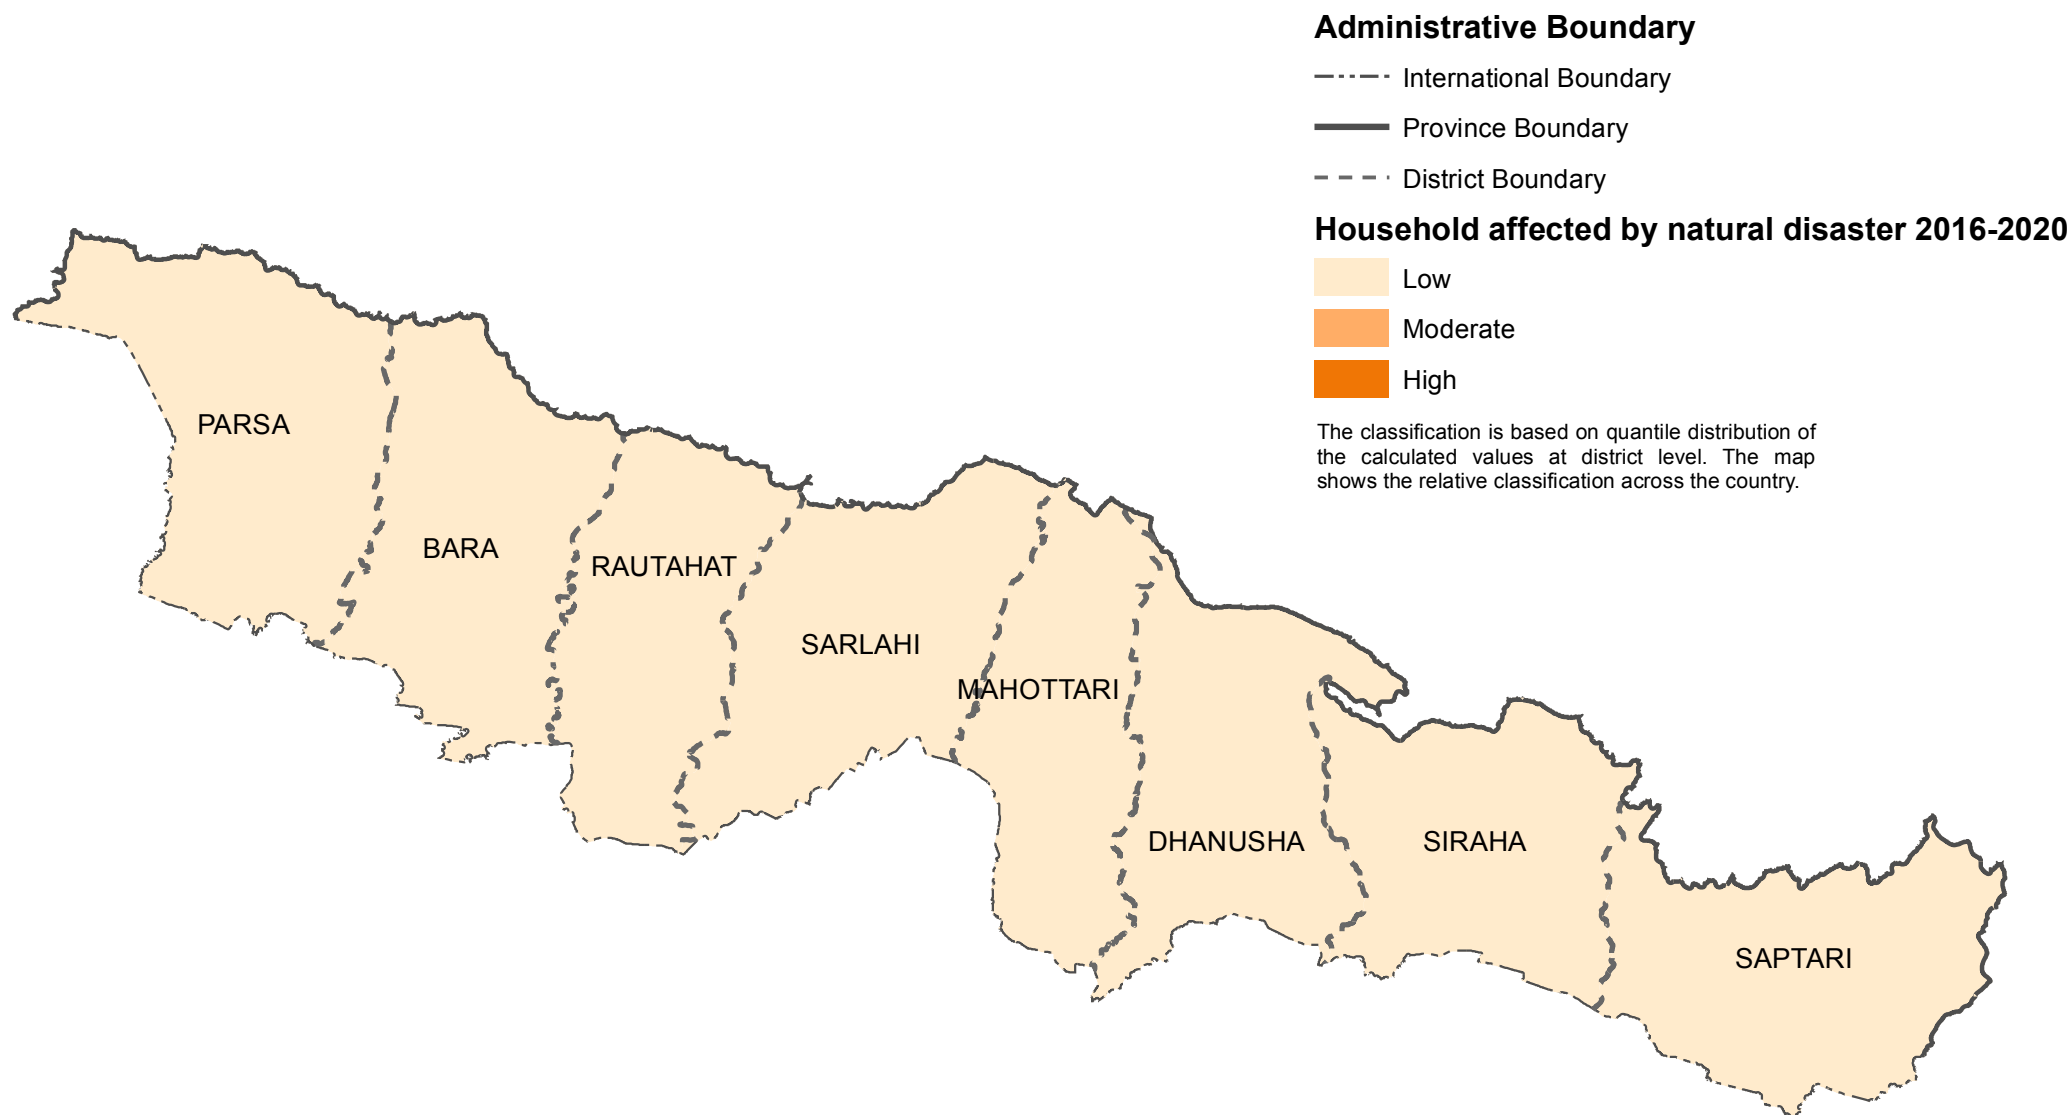 Administrative Boundary
International Boundary
Province Boundary
District Boundary
Household affected by natural disaster 2016-2020
Low
Moderate
High
The classification is based on quantile distribution of
the calculated values at district level. The map
shows the relative classification across the country.
PARSA
BARA
RAUTAHAT
SARLAHI
MAHOTTARI
DHANUSHA
SIRAHA
SAPTARI